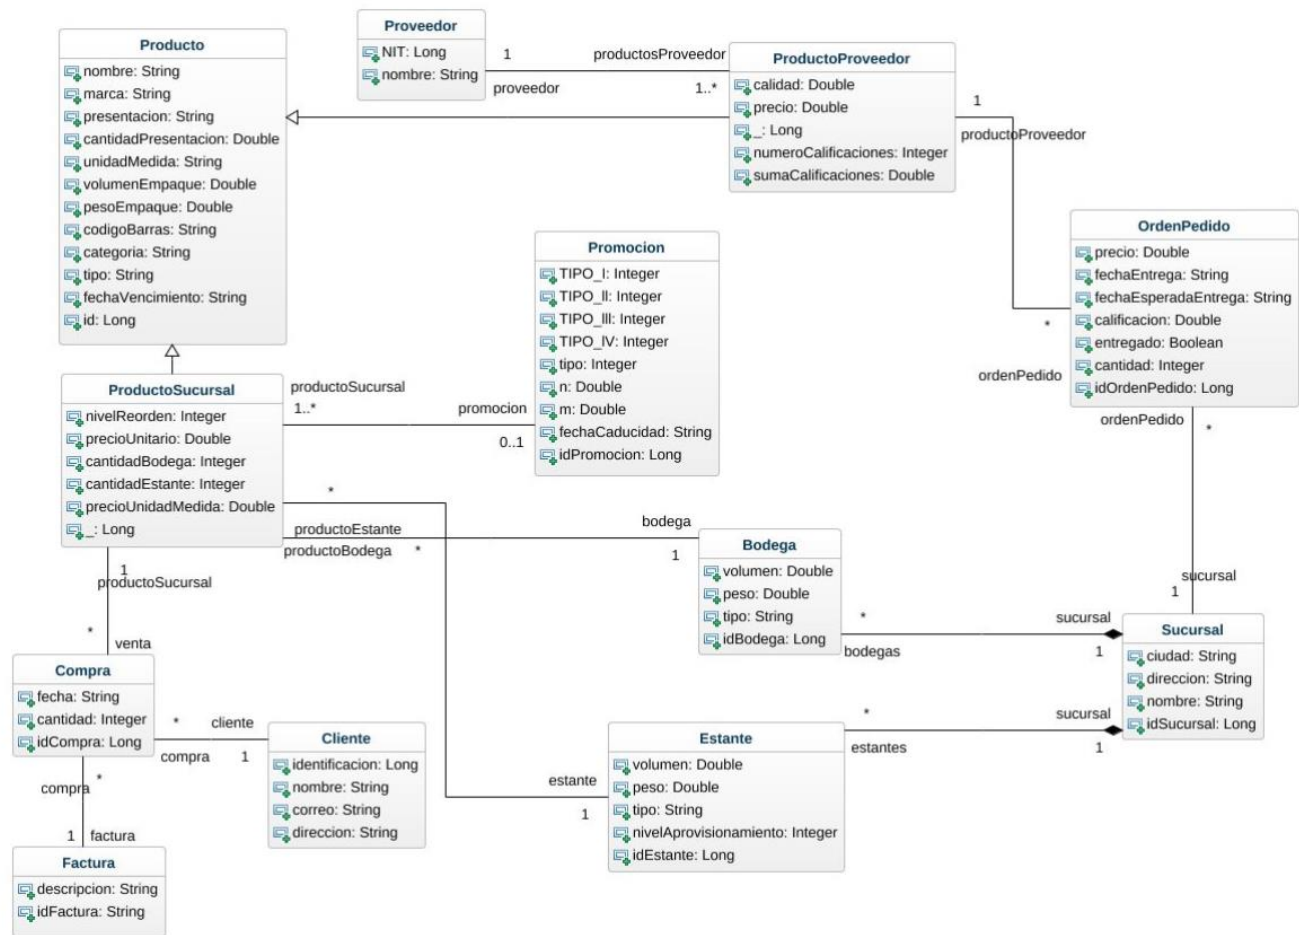 Producto
nombre: String
marca: String
presentacion: String
cantidadPresentacion: Double
unidadMedida: String
volumenEmpaque: Double
pesoEmpaque: Double
codigoBarras: String
categoria: String
tipo: String
fechaVencimiento: String
id: Long
Proveedor
NIT: Long
nombre: String
1
productosProveedor
proveedor
1..*
ProductoProveedor
calidad: Double
precio: Double
_: Long
numeroCalificaciones: Integer
sumaCalificaciones: Double
1
productoProveedor
*
ordenPedido
OrdenPedido
precio: Double
fechaEntrega: String
fechaEsperadaEntrega: String
calificacion: Double
entregado: Boolean
cantidad: Integer
idOrdenPedido: Long
ordenPedido
*
sucursal
1
Promocion
TIPO_I: Integer
TIPO_II: Integer
TIPO_III: Integer
TIPO_IV: Integer
tipo: Integer
n: Double
m: Double
fechaCaducidad: String
idPromocion: Long
ProductoSucursal
nivelReorden: Integer
precioUnitario: Double
cantidadBodega: Integer
cantidadEstante: Integer
precioUnidadMedida: Double
_: Long
productoSucursal
1..*
promocion
0..1
*
productoEstante
productoBodega
*
bodega
1
Bodega
volumen: Double
peso: Double
tipo: String
idBodega: Long
*
bodegas
sucursal
1
Sucursal
ciudad: String
direccion: String
nombre: String
idSucursal: Long
*
estantes
sucursal
1
1
productoSucursal
*
venta
Compra
fecha: String
cantidad: Integer
idCompra: Long
*
compra
cliente
1
Cliente
identificacion: Long
nombre: String
correo: String
direccion: String
estante
1
Estante
volumen: Double
peso: Double
tipo: String
nivelAprovisionamiento: Integer
idEstante: Long
*
compra
1
factura
Factura
descripcion: String
idFactura: String